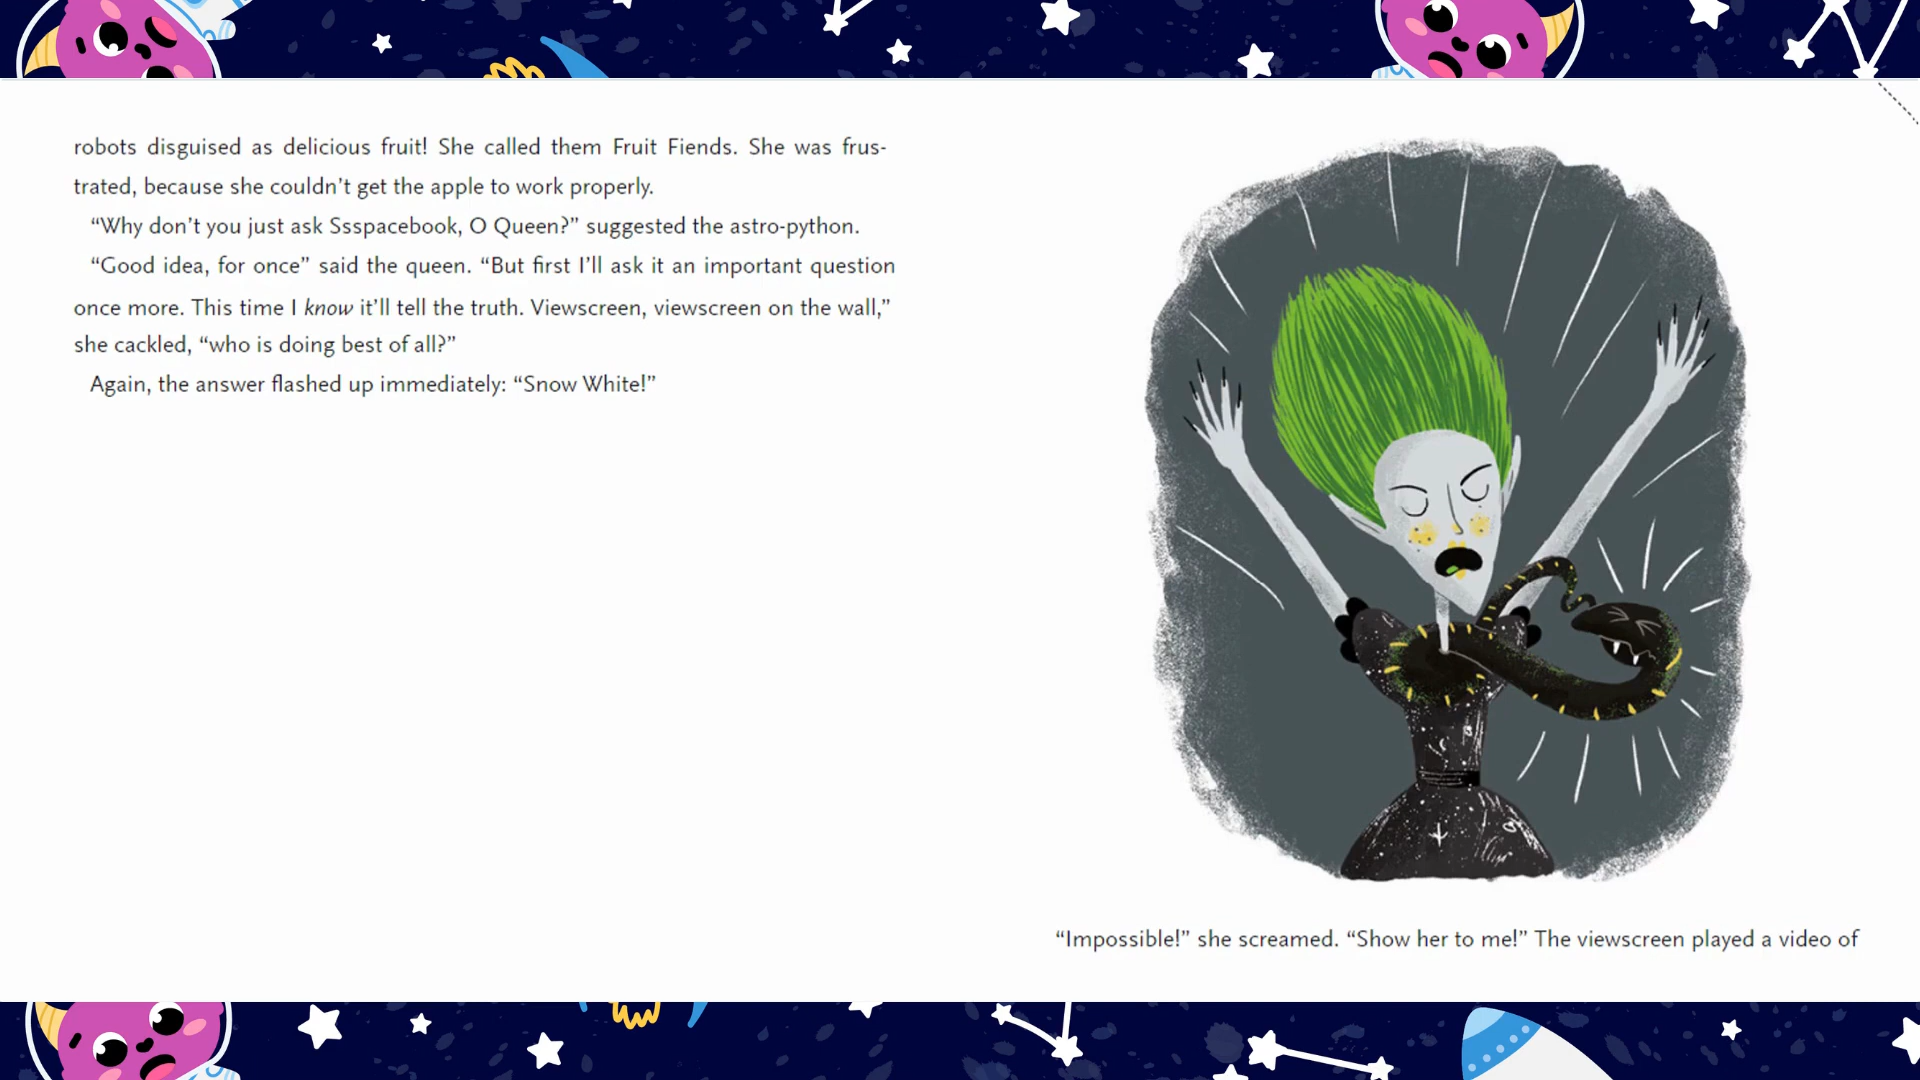 robots disguised as delicious fruit! She called them Fruit Fiends. She was frus-
trated, because she couldn’t get the apple to work properly.
“Why don’t you just ask Ssspacebook, O Queen?” suggested the astro-python.
“Good idea, for once” said the queen. “But first I’ll ask it an important question
once more. This time I know it’ll tell the truth. Viewscreen, viewscreen on the wall,”
she cackled, “who is doing best of all?”
Again, the answer flashed up immediately: “Snow White!”
“Impossible!” she screamed. “Show her to me!” The viewscreen played a video of